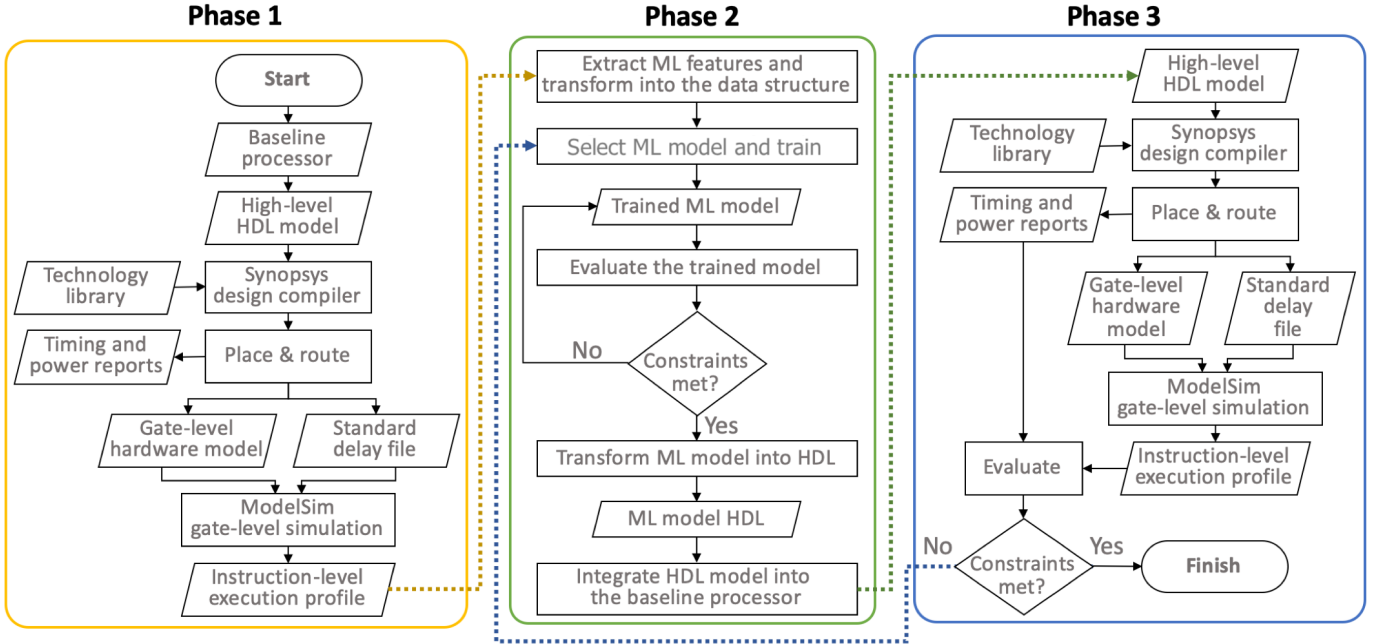 Phase 1
Start
Baseline
processor
High-level
HDL model
Technology
library
Synopsys
design compiler
Timing and
power reports
Place & route
Gate-level
hardware model
Standard
delay file
ModelSim
gate-level simulation
Instruction-level
execution profile
Phase 2
Extract ML features and
transform into the data structure
Select ML model and train
Trained ML model
Evaluate the trained model
No
Constraints
met?
Yes
Transform ML model into HDL
ML model HDL
Integrate HDL model into
the baseline processor
Phase 3
High-level
HDL model
Technology
library
Synopsys
design compiler
Timing and
power reports
Place & route
Gate-level
hardware
model
Standard
delay
file
ModelSim
gate-level simulation
Evaluate
Instruction-level
execution profile
No
Constraints
met?
Yes
Finish